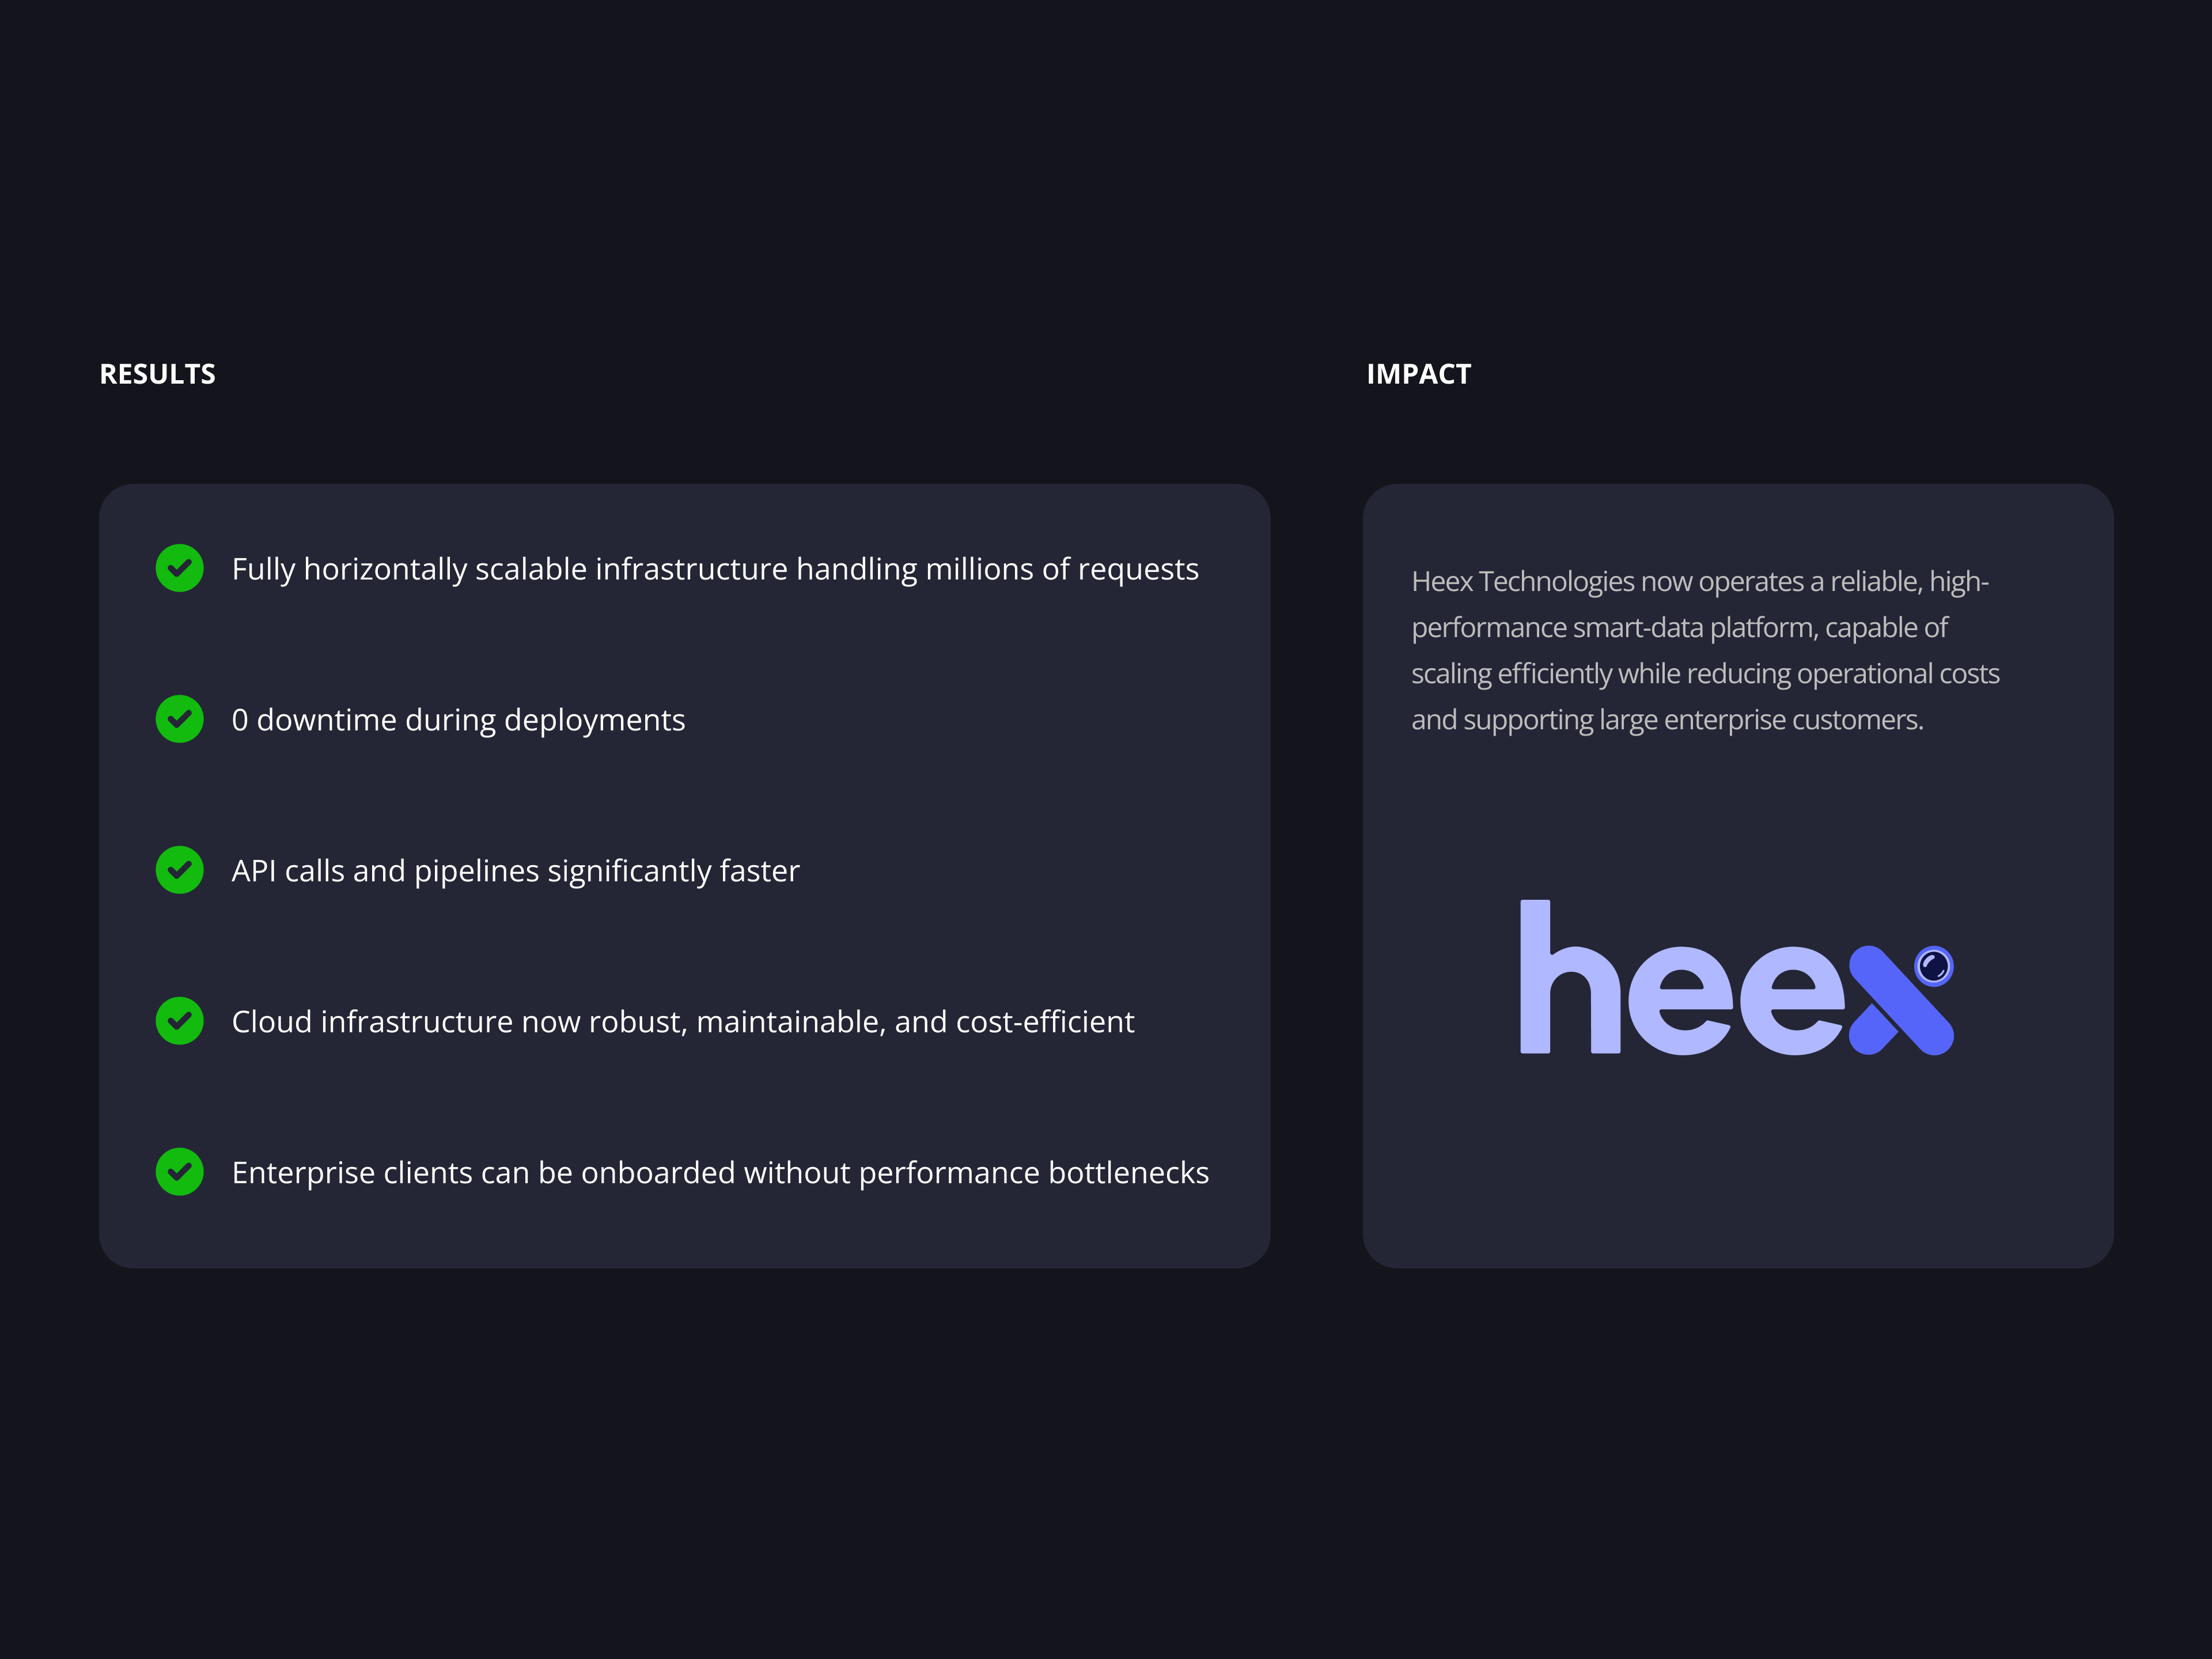 RESULTS
Fully horizontally scalable infrastructure handling millions of requests
0 downtime during deployments
API calls and pipelines significantly faster
Cloud infrastructure now robust, maintainable, and cost-efficient
Enterprise clients can be onboarded without performance bottlenecks
IMPACT
Heex Technologies now operates a reliable, high-
performance smart-data platform, capable of
scaling efficiently while reducing operational costs
and supporting large enterprise customers.
heex